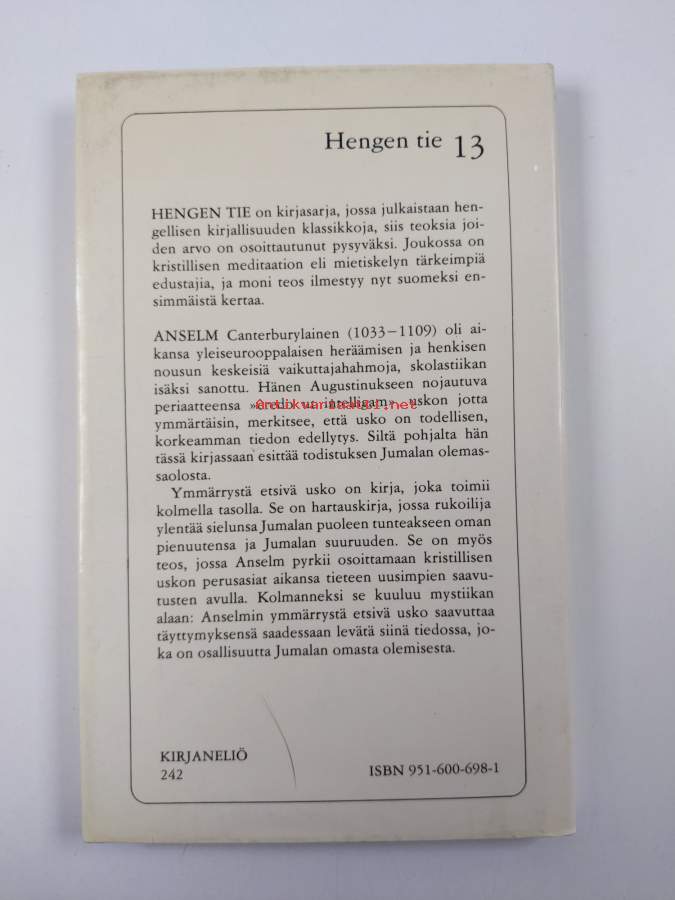 Hengen tie 13
HENGEN TIE on kirjasarja, jossa julkaistaan hen-
gellisen kirjallisuuden klassikkoja, siis teoksia joi-
den arvo on osoittautunut pysyväksi. Joukossa on
kristillisen meditaation eli mietiskelyn tärkeimpiä
edustajia, ja moni teos ilmestyy nyt suomeksi en-
simmäistä kertaa.
ANSELM Canterburylainen (1033–1109) oli ai-
kansa yleiseurooppalaisen heräämisen ja henkisen
nousun keskeisiä vaikuttajahahmoja, skolastiikan
isäksi sanottu. Hänen Augustinukseen nojautuva
periaatteensa »credo ut intelligam», uskon jotta
antikvariaatti.net
ymmärtäisin, merkitsee, että usko on todellisen,
korkeamman tiedon edellytys. Siltä pohjalta hän
tässä kirjassaan esittää todistuksen Jumalan olemas-
saolosta.
Ymmärrystä etsivä usko on kirja, joka toimii
kolmella tasolla. Se on hartauskirja, jossa rukoilija
ylentää sielunsa Jumalan puoleen tunteakseen oman
pienuutensa ja Jumalan suuruuden. Se on myös
teos, jossa Anselm pyrkii osoittamaan kristillisen
uskon perusasiat aikansa tieteen uusimpien saavu-
tusten avulla. Kolmanneksi se kuuluu mystiikan
alaan: Anselmin ymmärrystä etsivä usko saavuttaa
täyttymyksensä saadessaan levätä siinä tiedossa, jo-
ka on osallisuutta Jumalan omasta olemisesta.
KIRJANELIÖ
242
ISBN 951-600-698-1